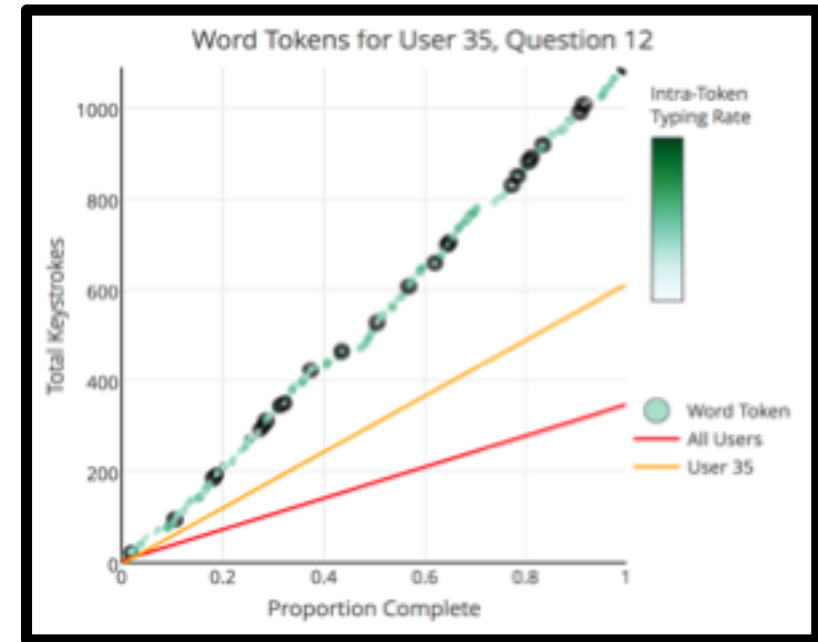 Word Tokens for User 35, Question 12
Intra-Token
Typing Rate
1000
800
600
400
200
0
Total Keystrokes
0
0.2
0.4
0.6
0.8
1
Proportion Complete
Word Token
All Users
User 35